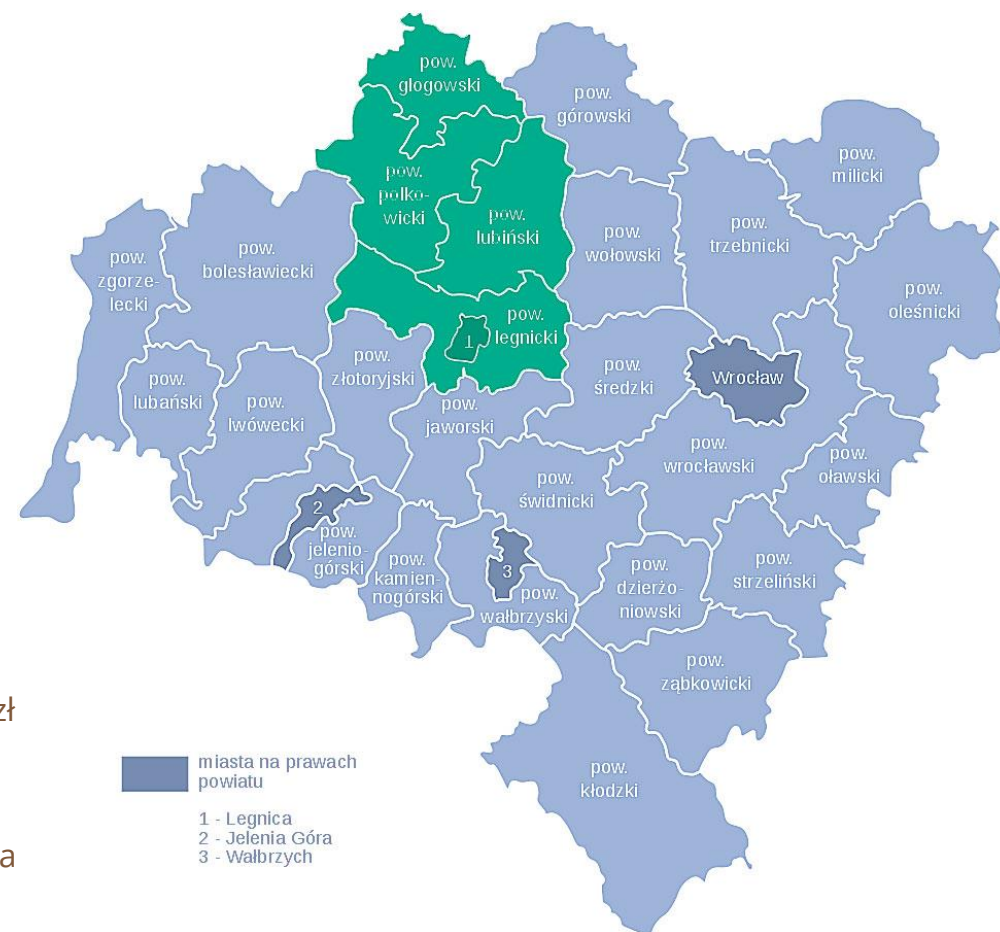 pow.
głogowski
pow.
górowski
pow.
milicki
pow.
polko-
wicki
pow.
lubiński
pow.
wołowski
pow.
trzebnicki
pow.
oleśnicki
pow.
zgorze-
lecki
pow.
bolesławiecki
pow.
legnicki
1
pow.
złotoryjski
pow.
średzki
Wrocław
pow.
lubański
pow.
lwówecki
pow.
jaworski
pow.
wrocławski
pow.
oławski
pow.
świdnicki
2
pow.
jelenio-
górski
pow.
kamien-
nogórski
3
pow.
wałbrzyski
pow.
dzierżo-
niowski
pow.
strzeliński
pow.
ząbkowicki
pow.
kłodzki
zł
miasta na prawach
powiatu
1 - Legnica
2 - Jelenia Góra
3 - Wałbrzych
a